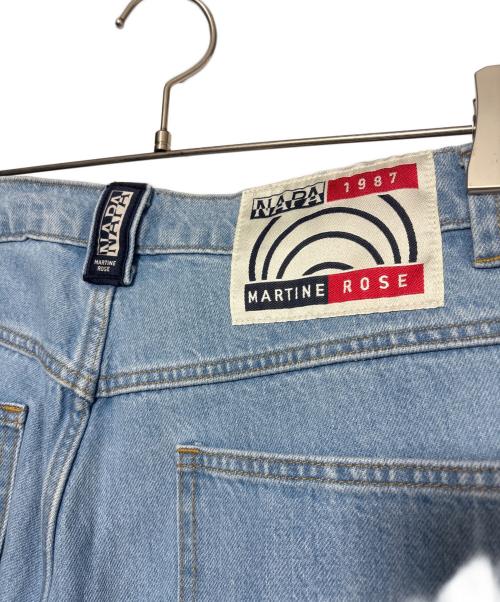 NAPA
MARTINE
ROSE
NAPA 1987
MARTINE ROSE